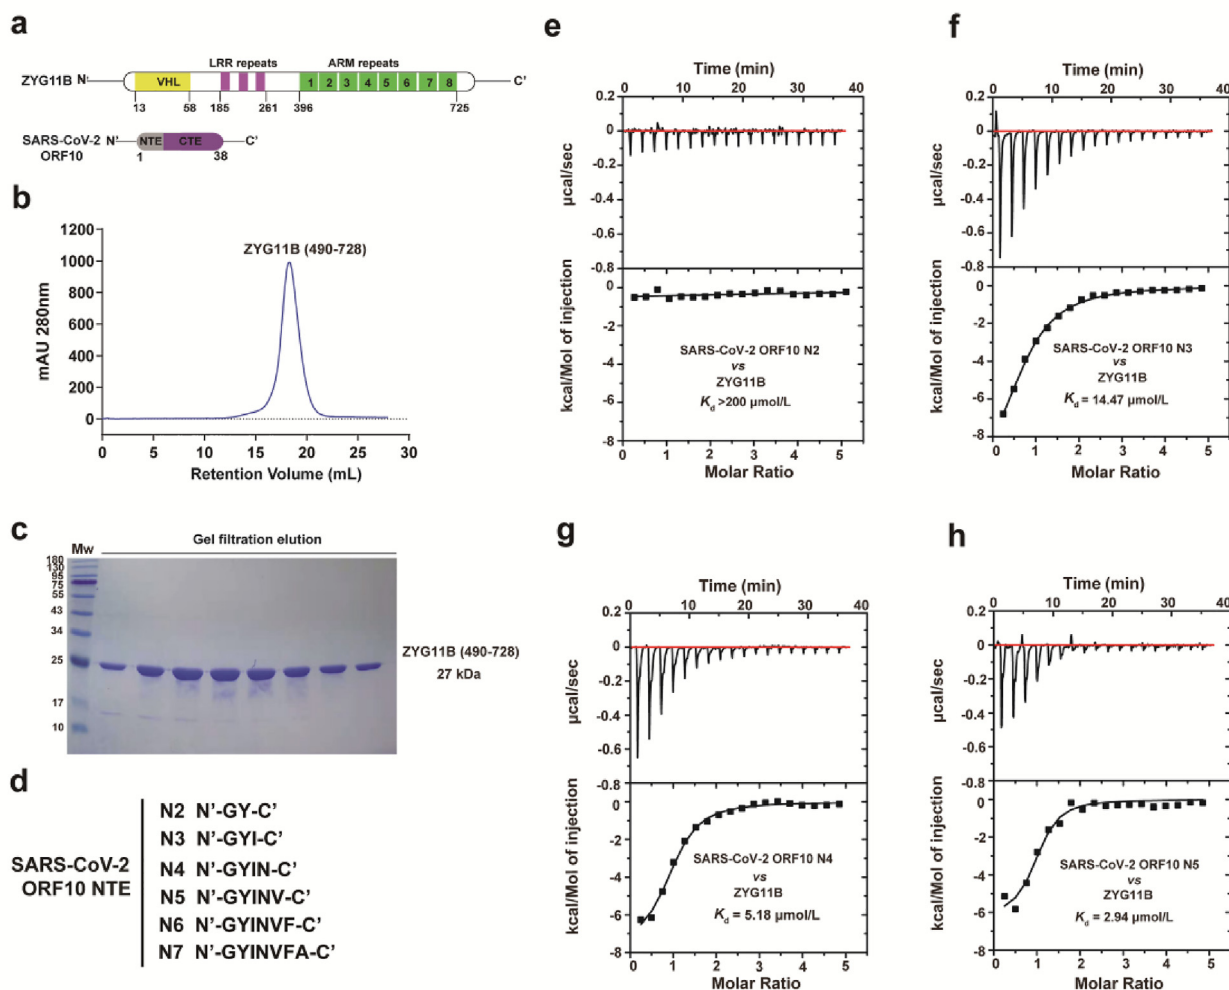 a
LRR repeats ARM repeats
ZYG11B N' VHL 1 2 3 4 5 6 7 8 C'
13 58 185 261 396 725
SARS-CoV-2 ORF10 N' NTE CTE C'
1 38
b
1200
1000
800
600
400
200
0
mAU 280nm
ZYG11B (490-728)
0 5 10 15 20 25 30
Retention Volume (mL)
c
Gel filtration elution
Mw
180
130
95
75
55
43
34
25
17
10
ZYG11B (490-728)
27 kDa
d
SARS-CoV-2
ORF10 NTE
N2 N'-GY-C'
N3 N'-GYI-C'
N4 N'-GYIN-C'
N5 N'-GYINV-C'
N6 N'-GYINVF-C'
N7 N'-GYINVFA-C'
e
Time (min)
0 10 20 30 40
0.2
0
-0.2
-0.4
-0.6
-0.8
µcal/sec
0
-2
-4
-6
-8
kcal/Mol of injection
SARS-CoV-2 ORF10 N2
vs
ZYG11B
Kd >200 µmol/L
0 1 2 3 4 5
Molar Ratio
f
Time (min)
0 10 20 30 40
0.2
0
-0.2
-0.4
-0.6
-0.8
µcal/sec
0
-2
-4
-6
-8
kcal/Mol of injection
SARS-CoV-2 ORF10 N3
vs
ZYG11B
Kd = 14.47 µmol/L
0 1 2 3 4 5
Molar Ratio
g
Time (min)
0 10 20 30 40
0.2
0
-0.2
-0.4
-0.6
-0.8
µcal/sec
0
-2
-4
-6
-8
kcal/Mol of injection
SARS-CoV-2 ORF10 N4
vs
ZYG11B
Kd = 5.18 µmol/L
0 1 2 3 4 5
Molar Ratio
h
Time (min)
0 10 20 30 40
0.2
0
-0.2
-0.4
-0.6
-0.8
µcal/sec
0
-2
-4
-6
-8
kcal/Mol of injection
SARS-CoV-2 ORF10 N5
vs
ZYG11B
Kd = 2.94 µmol/L
0 1 2 3 4 5
Molar Ratio